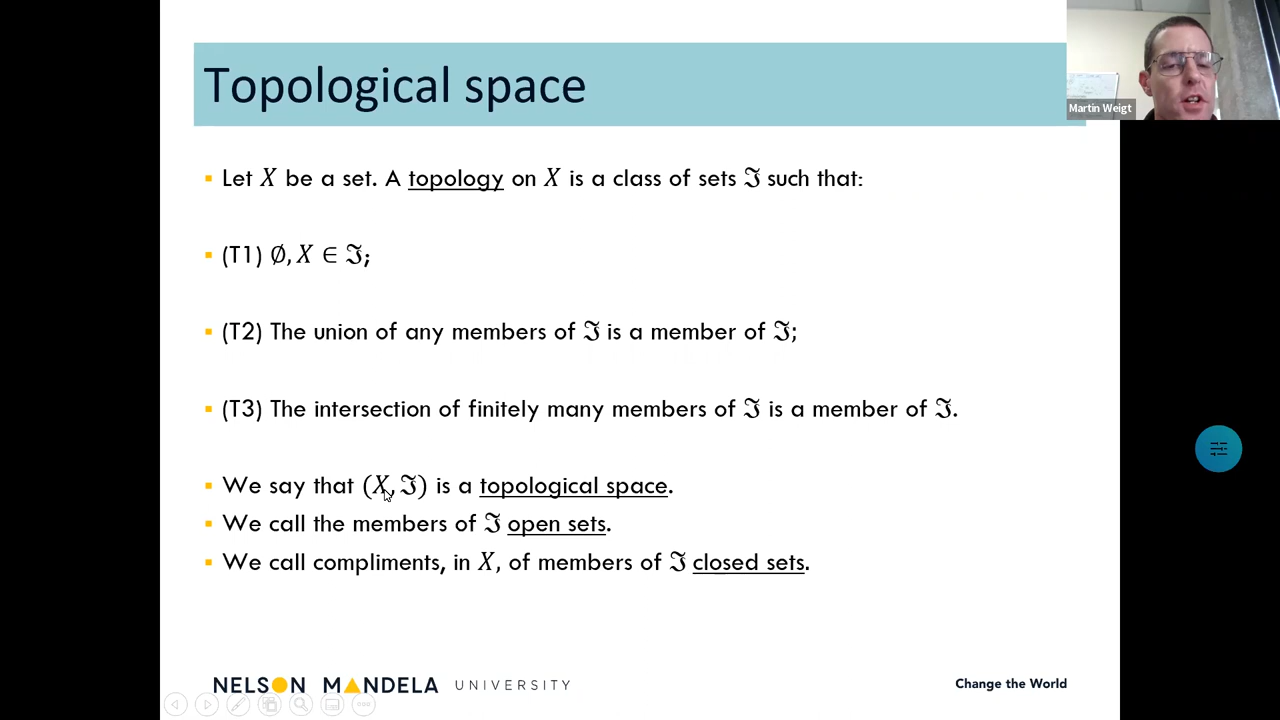 Topological space
Martin Weigt
▪ Let X be a set. A topology on X is a class of sets ℑ such that:
▪ (T1) ∅, X ∈ ℑ;
▪ (T2) The union of any members of ℑ is a member of ℑ;
▪ (T3) The intersection of finitely many members of ℑ is a member of ℑ.
▪ We say that (X, ℑ) is a topological space.
▪ We call the members of ℑ open sets.
▪ We call compliments, in X, of members of ℑ closed sets.
NELSON MANDELA UNIVERSITY
Change the World